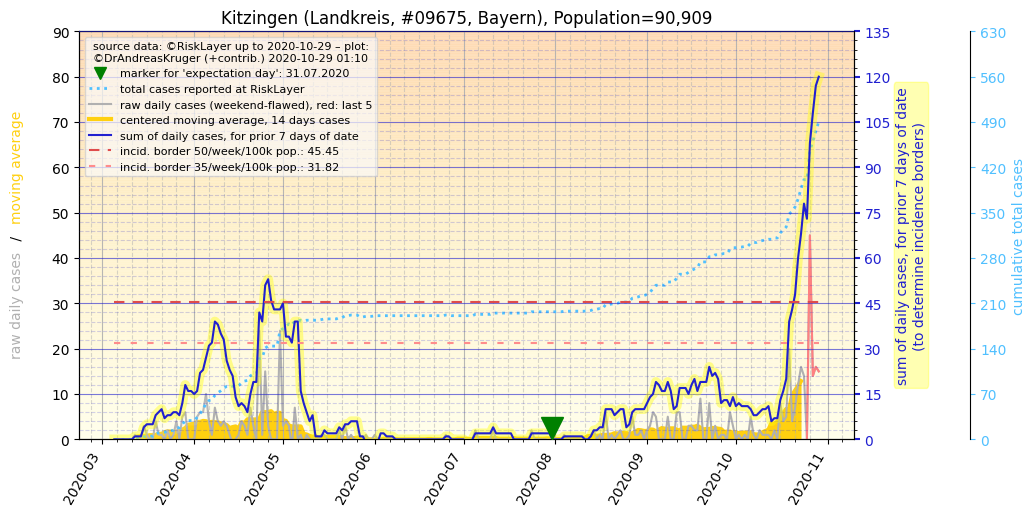 Kitzingen (Landkreis, #09675, Bayern), Population=90,909
source data: ©RiskLayer up to 2020-10-29 – plot:
©DrAndreasKruger (+contrib.) 2020-10-29 01:10
marker for 'expectation day': 31.07.2020
total cases reported at RiskLayer
raw daily cases (weekend-flawed), red: last 5
centered moving average, 14 days cases
sum of daily cases, for prior 7 days of date
incid. border 50/week/100k pop.: 45.45
incid. border 35/week/100k pop.: 31.82
raw daily cases / moving average
90
80
70
60
50
40
30
20
10
0
2020-03
2020-04
2020-05
2020-06
2020-07
2020-08
2020-09
2020-10
2020-11
135
120
105
90
75
60
45
30
15
0
sum of daily cases, for prior 7 days of date
(to determine incidence borders)
630
560
490
420
350
280
210
140
70
0
cumulative total cases